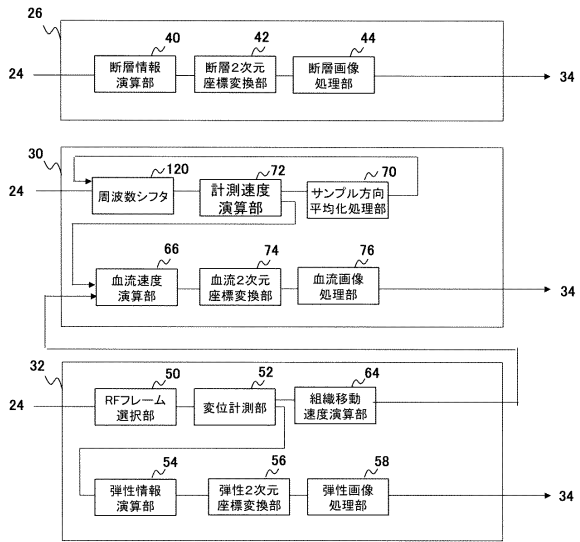 26
40
42
44
24
断層情報
演算部
断層2次元
座標変換部
断層画像
処理部
34
30
120
72
70
24
周波数シフタ
計測速度
演算部
サンプル方向
平均化処理部
66
74
76
血流速度
演算部
血流2次元
座標変換部
血流画像
処理部
34
32
50
52
64
24
RFフレーム
選択部
変位計測部
組織移動
速度演算部
54
56
58
弾性情報
演算部
弾性2次元
座標変換部
弾性画像
処理部
34